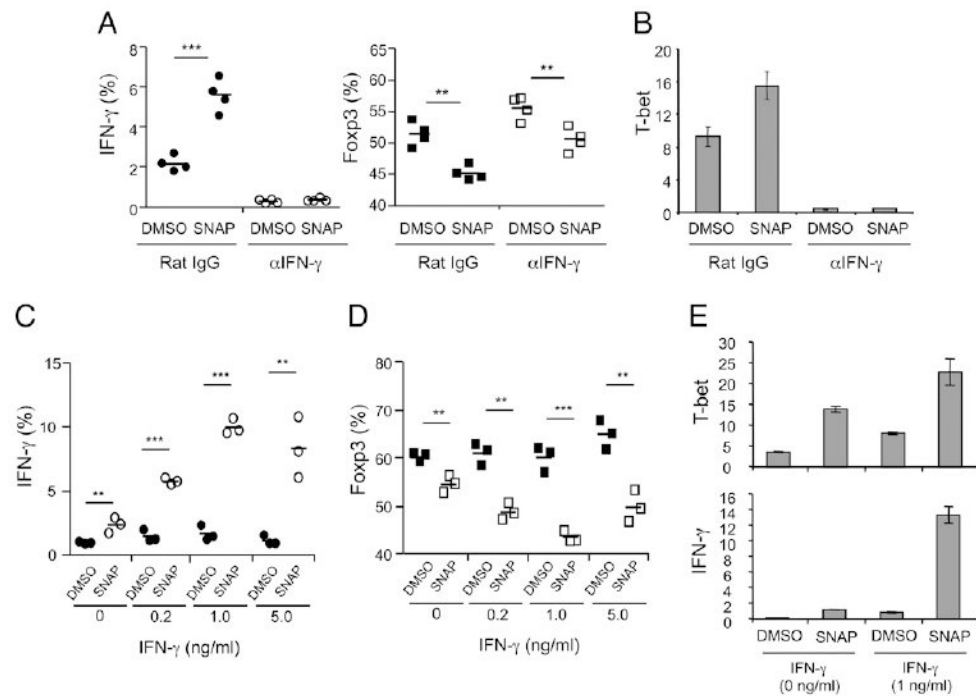 A
***
IFN-γ (%)
8
6
4
2
0
DMSO SNAP DMSO SNAP
Rat IgG αIFN-γ
**
**
Foxp3 (%)
65
60
55
50
45
40
DMSO SNAP DMSO SNAP
Rat IgG αIFN-γ
B
T-bet
20
16
12
8
4
0
DMSO SNAP DMSO SNAP
Rat IgG αIFN-γ
C
IFN-γ (%)
15
10
5
0
** *** *** **
DMSO SNAP DMSO SNAP DMSO SNAP DMSO SNAP
0 0.2 1.0 5.0
IFN-γ (ng/ml)
D
Foxp3 (%)
80
70
60
50
40
** ** *** **
DMSO SNAP DMSO SNAP DMSO SNAP DMSO SNAP
0 0.2 1.0 5.0
IFN-γ (ng/ml)
E
T-bet
30
25
20
15
10
5
0
IFN-γ
16
14
12
10
8
6
4
2
0
DMSO SNAP DMSO SNAP
IFN-γ IFN-γ
(0 ng/ml) (1 ng/ml)